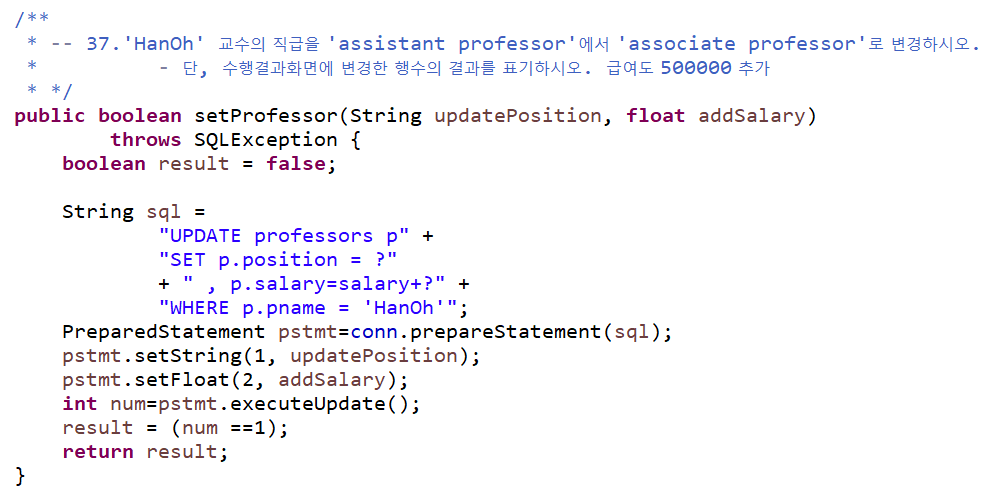 /**
 * -- 37.'HanOh' 교수의 직급을 'assistant professor'에서 'associate professor'로 변경하시오.
 *          - 단, 수행결과화면에 변경한 행수의 결과를 표기하시오. 급여도 500000 추가
 * */
public boolean setProfessor(String updatePosition, float addSalary)
        throws SQLException {
    boolean result = false;

    String sql =
            "UPDATE professors p" +
            "SET p.position = ?"
            + " , p.salary=salary+?" +
            "WHERE p.pname = 'HanOh'";
    PreparedStatement pstmt=conn.prepareStatement(sql);
    pstmt.setString(1, updatePosition);
    pstmt.setFloat(2, addSalary);
    int num=pstmt.executeUpdate();
    result = (num ==1);
    return result;
}